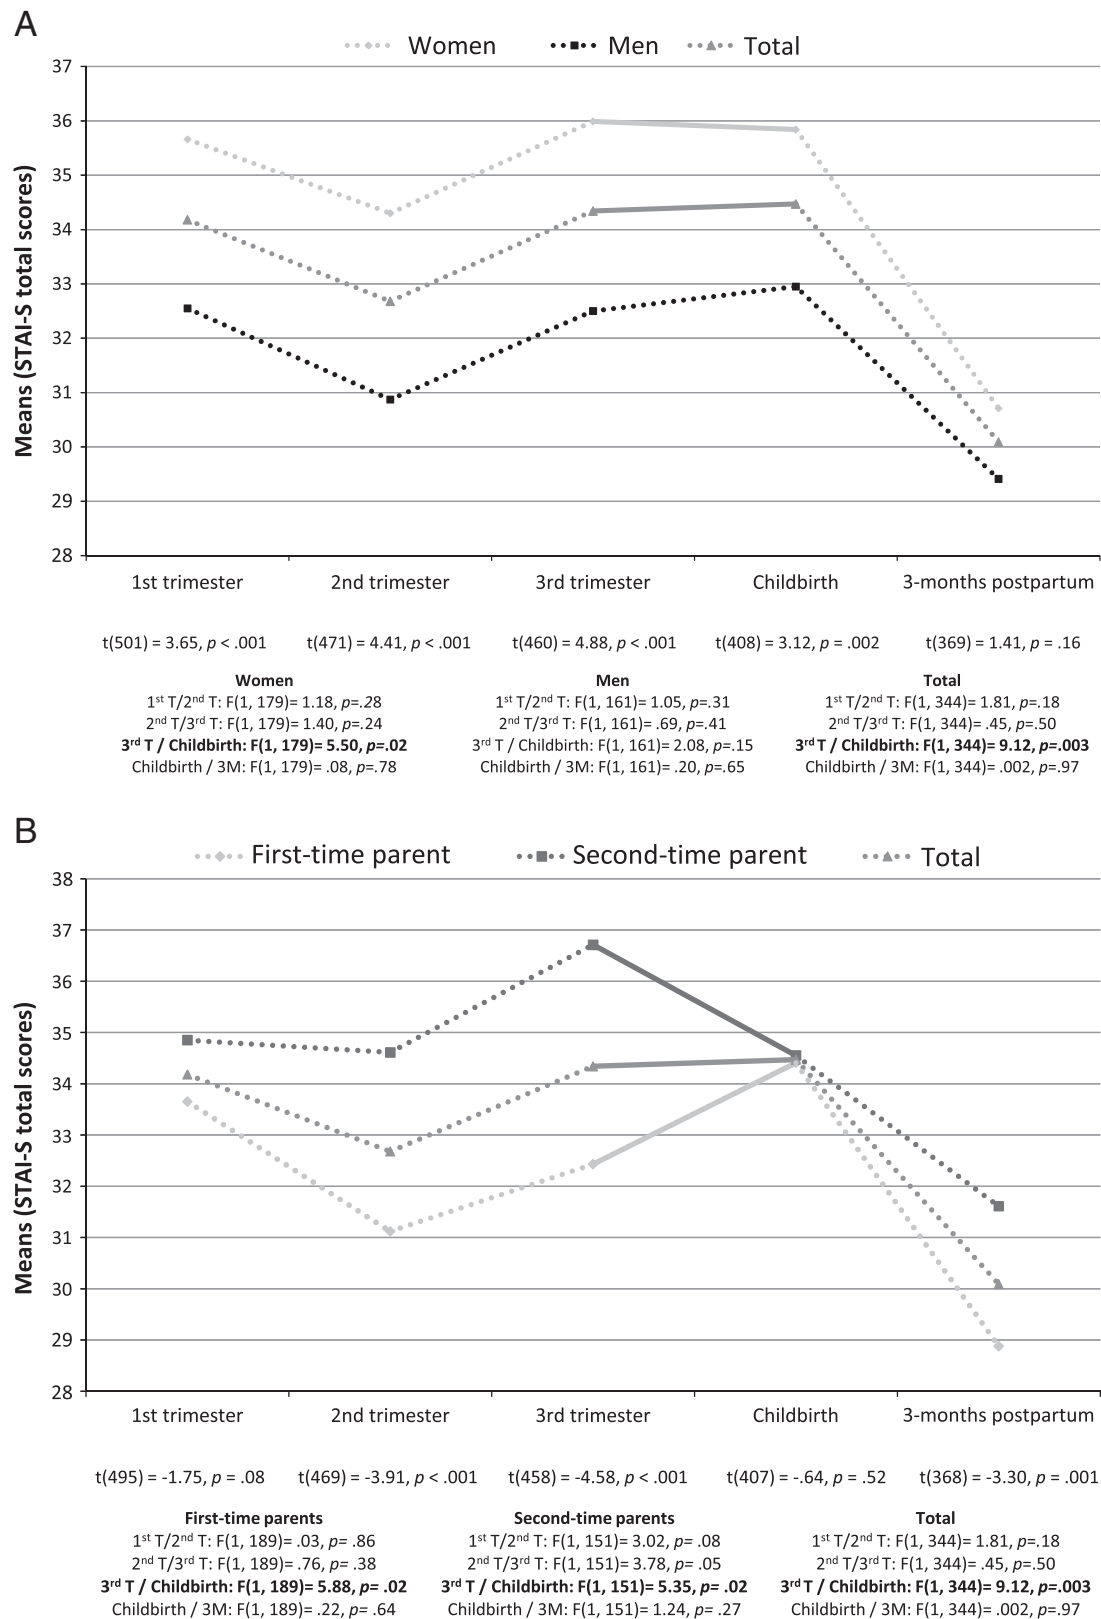 A
Women Men Total
37
36
35
34
33
32
31
30
29
28
Means (STAI-S total scores)
1st trimester 2nd trimester 3rd trimester Childbirth 3-months postpartum
t(501) = 3.65, p < .001 t(471) = 4.41, p < .001 t(460) = 4.88, p < .001 t(408) = 3.12, p = .002 t(369) = 1.41, p = .16
Women Men Total
1st T/2nd T: F(1, 179)= 1.18, p=.28 1st T/2nd T: F(1, 161)= 1.05, p=.31 1st T/2nd T: F(1, 344)= 1.81, p=.18
2nd T/3rd T: F(1, 179)= 1.40, p=.24 2nd T/3rd T: F(1, 161)= .69, p=.41 2nd T/3rd T: F(1, 344)= .45, p=.50
3rd T / Childbirth: F(1, 179)= 5.50, p=.02 3rd T / Childbirth: F(1, 161)= 2.08, p=.15 3rd T / Childbirth: F(1, 344)= 9.12, p=.003
Childbirth / 3M: F(1, 179)= .08, p=.78 Childbirth / 3M: F(1, 161)= .20, p=.65 Childbirth / 3M: F(1, 344)= .002, p=.97
B
First-time parent Second-time parent Total
38
37
36
35
34
33
32
31
30
29
28
Means (STAI-S total scores)
1st trimester 2nd trimester 3rd trimester Childbirth 3-months postpartum
t(495) = -1.75, p = .08 t(469) = -3.91, p < .001 t(458) = -4.58, p < .001 t(407) = -.64, p = .52 t(368) = -3.30, p = .001
First-time parents Second-time parents Total
1st T/2nd T: F(1, 189)= .03, p= .86 1st T/2nd T: F(1, 151)= 3.02, p= .08 1st T/2nd T: F(1, 344)= 1.81, p=.18
2nd T/3rd T: F(1, 189)= .76, p= .38 2nd T/3rd T: F(1, 151)= 3.78, p= .05 2nd T/3rd T: F(1, 344)= .45, p=.50
3rd T / Childbirth: F(1, 189)= 5.88, p= .02 3rd T / Childbirth: F(1, 151)= 5.35, p= .02 3rd T / Childbirth: F(1, 344)= 9.12, p=.003
Childbirth / 3M: F(1, 189)= .22, p= .64 Childbirth / 3M: F(1, 151)= 1.24, p= .27 Childbirth / 3M: F(1, 344)= .002, p=.97